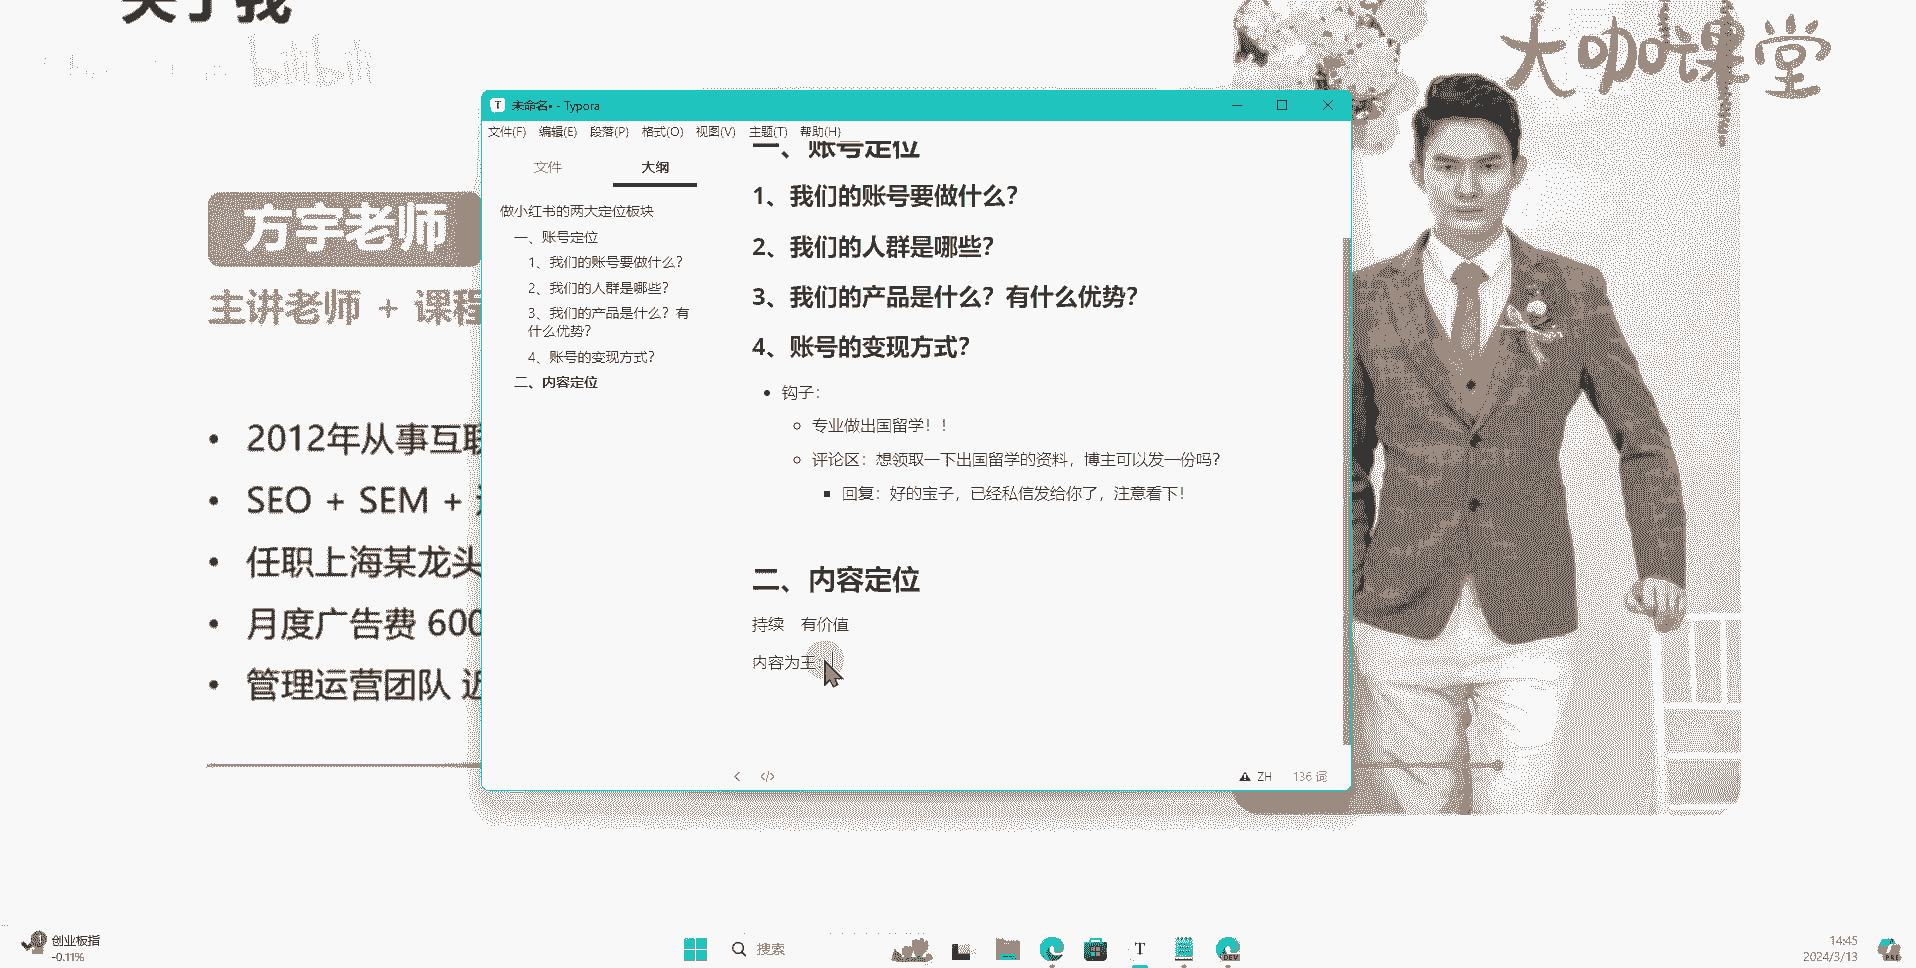 关于我
bilibili
大咖课堂
方宇老师
主讲老师 + 课程
2012年从事互联
SEO + SEM +
任职上海某龙头
月度广告费 600
管理运营团队 近
未命名• - Typora
文件(F) 编辑(E) 段落(P) 格式(O) 视图(V) 主题(T) 帮助(H)
文件 大纲
做小红书的两大定位板块
一、账号定位
1、我们的账号要做什么？
2、我们的人群是哪些？
3、我们的产品是什么？有
什么优势？
4、账号的变现方式？
二、内容定位
一、账号定位
1、我们的账号要做什么？
2、我们的人群是哪些？
3、我们的产品是什么？有什么优势？
4、账号的变现方式？
钩子：
专业做出国留学！！
评论区：想领取一下出国留学的资料，博主可以发一份吗？
回复：好的宝子，已经私信发给你了，注意看下！
二、内容定位
持续 有价值
内容为王
</> ZH 136 词
创业板指
-0.11%
搜索
T
DEV
14:45
2024/3/13
PRE